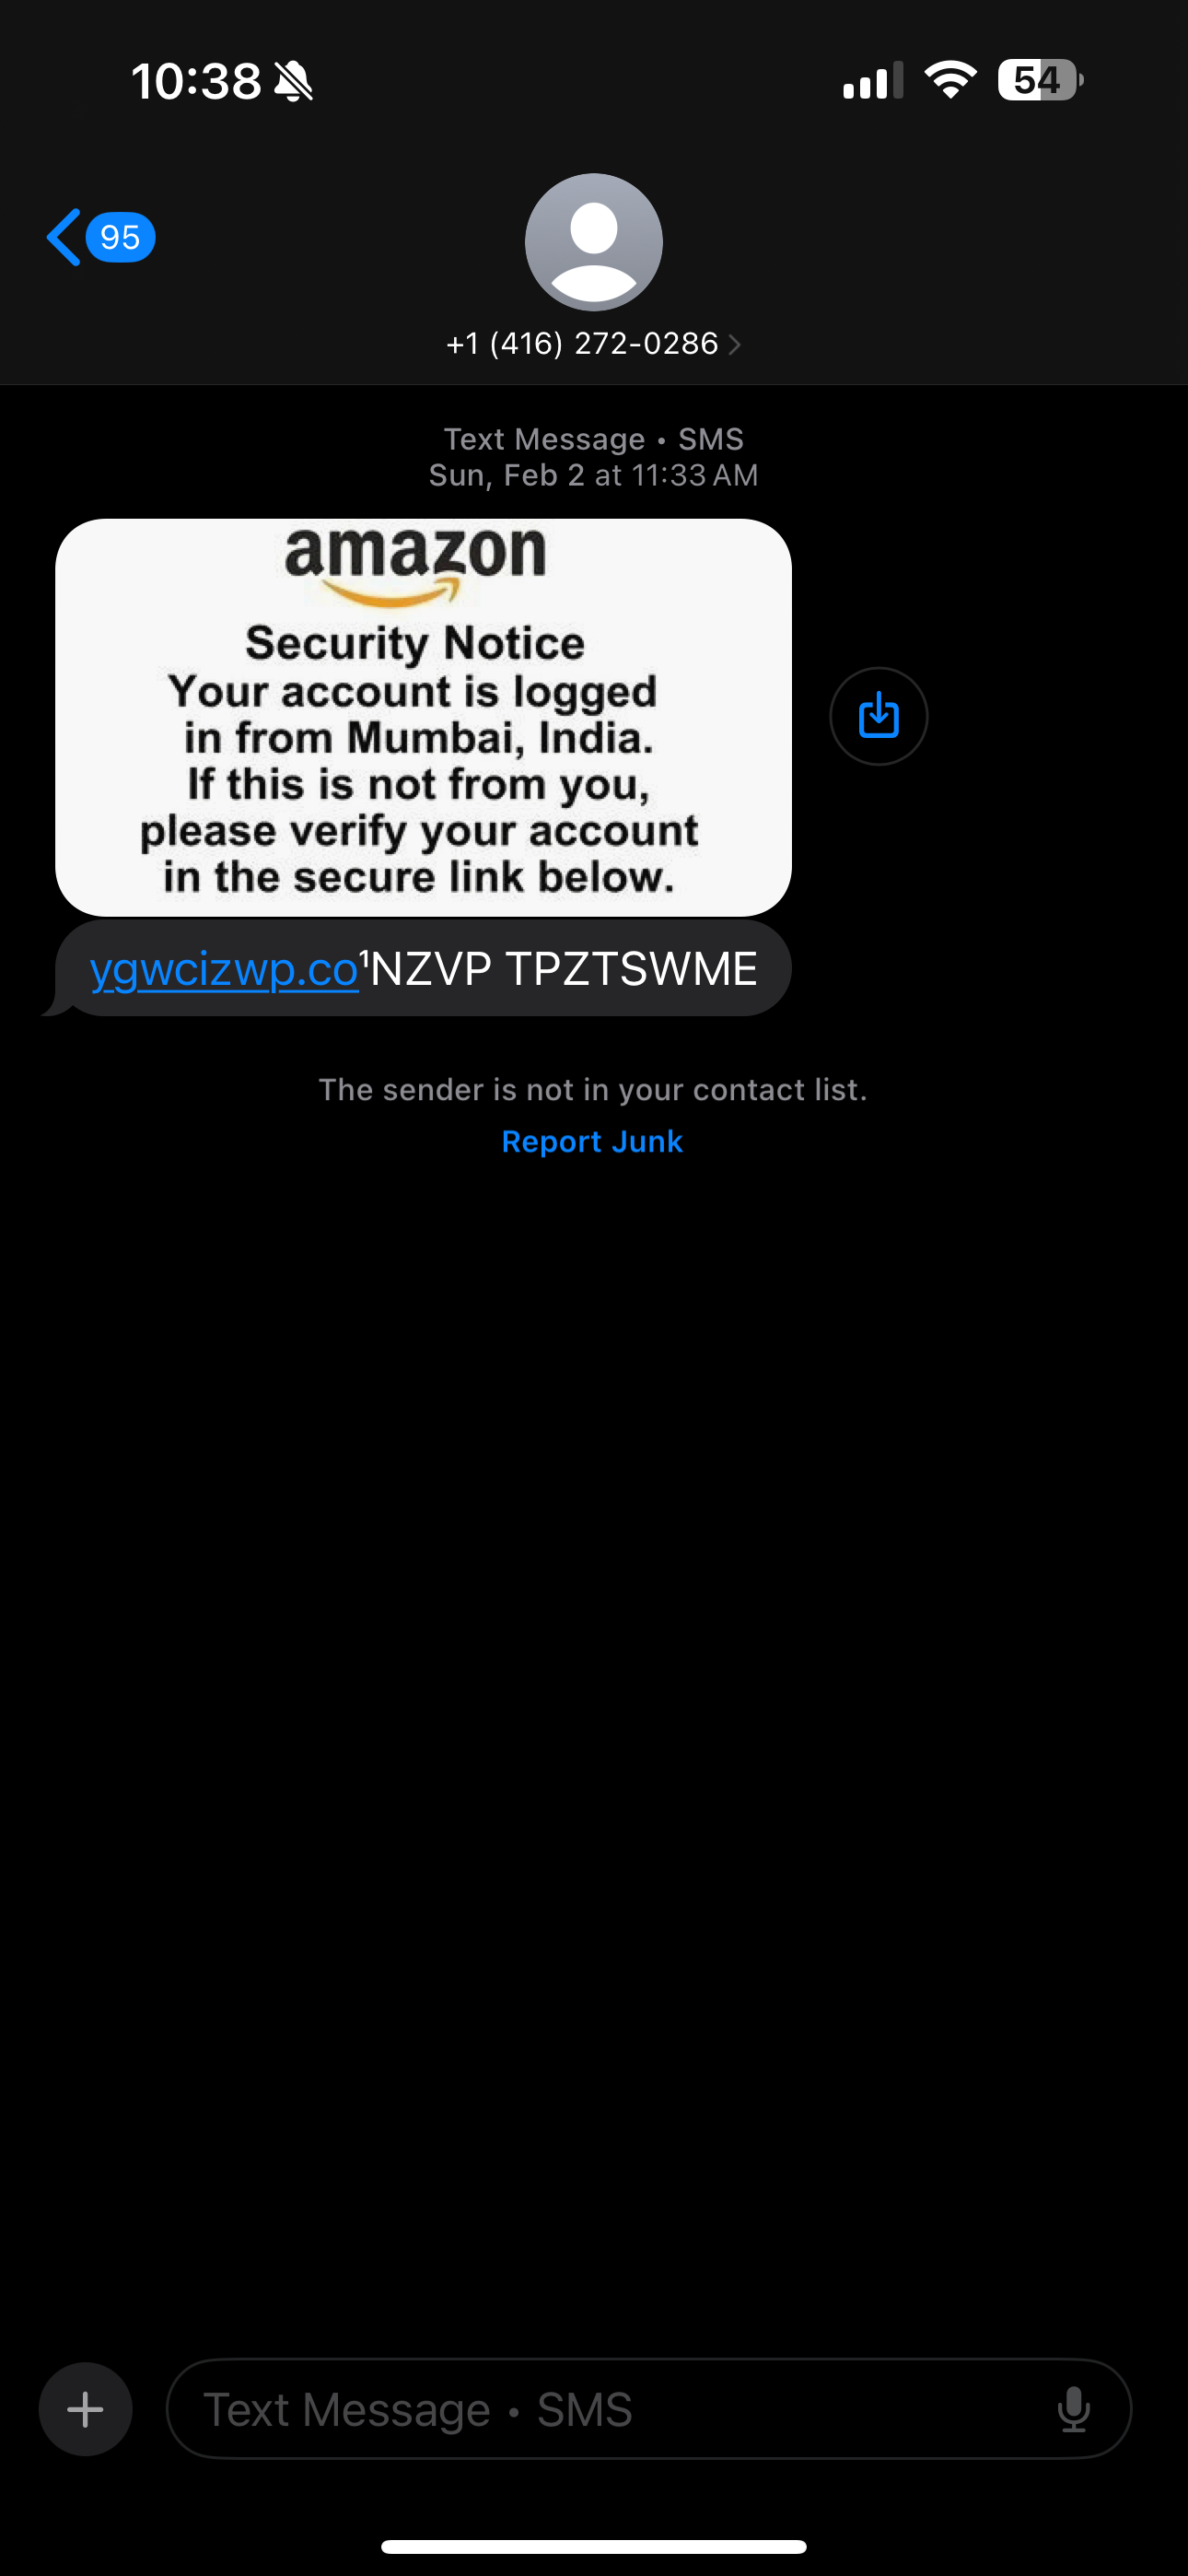 10:38
54
95
+1 (416) 272-0286
Text Message • SMS
Sun, Feb 2 at 11:33 AM
amazon
Security Notice
Your account is logged
in from Mumbai, India.
If this is not from you,
please verify your account
in the secure link below.
ygwcizwp.co¹NZVP TPZTSWME
The sender is not in your contact list.
Report Junk
Text Message • SMS